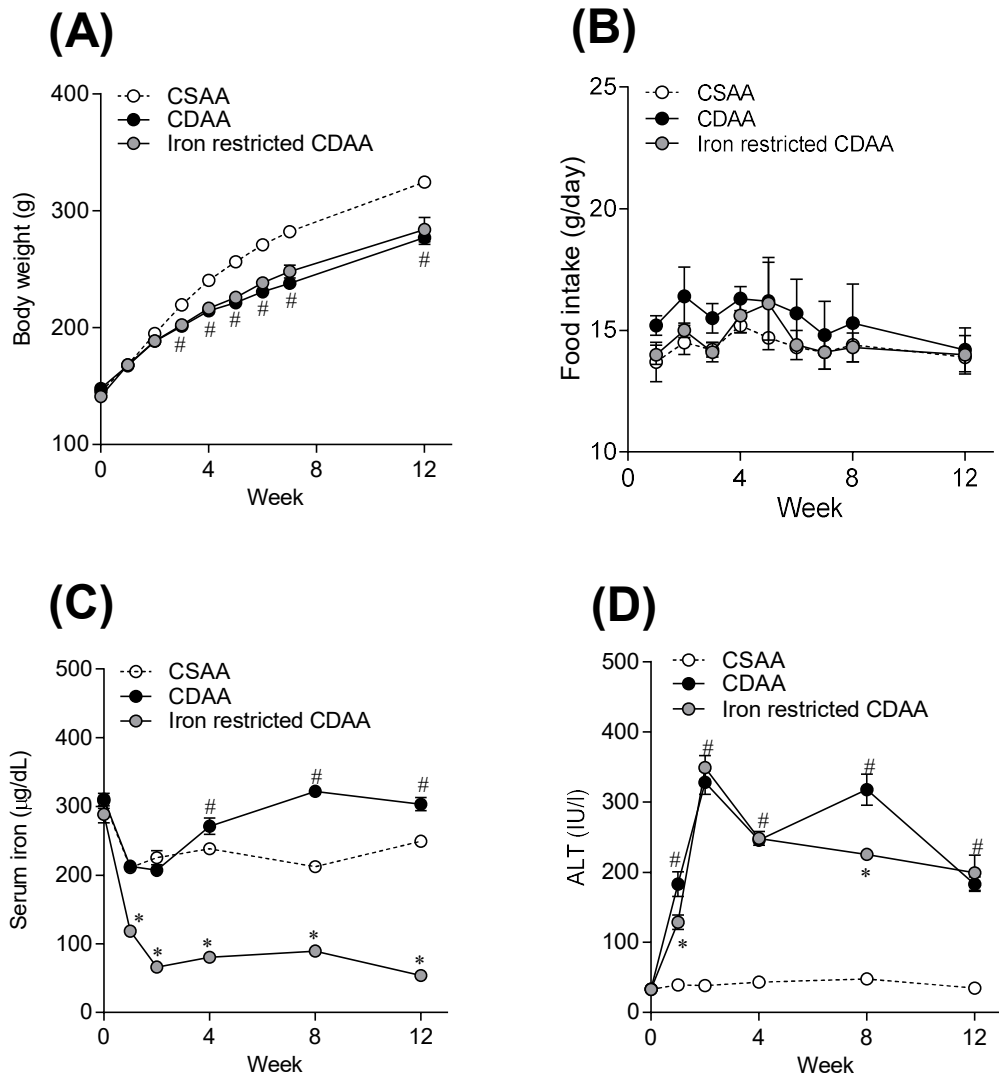 (A)
CSAA
CDAA
Iron restricted CDAA
Body weight (g)
400
300
200
100
# # # # # #
0 4 8 12
Week
(B)
CSAA
CDAA
Iron restricted CDAA
Food intake (g/day)
25
20
15
10
0 4 8 12
Week
(C)
CSAA
CDAA
Iron restricted CDAA
Serum iron (μg/dL)
500
400
300
200
100
0
# # #
* * * * *
0 4 8 12
Week
(D)
CSAA
CDAA
Iron restricted CDAA
ALT (IU/l)
500
400
300
200
100
0
# # # # #
* *
0 4 8 12
Week